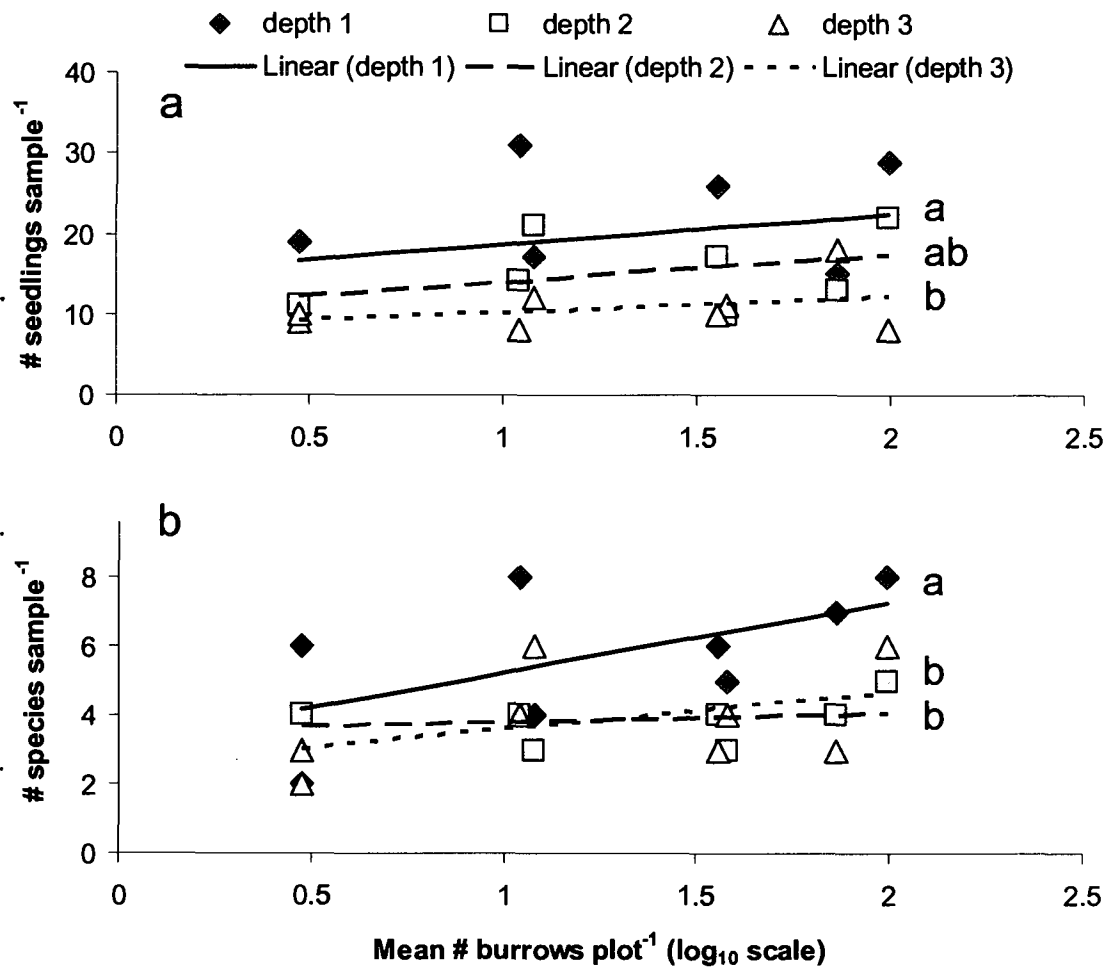 depth 1 depth 2 depth 3
Linear (depth 1) Linear (depth 2) Linear (depth 3)
a
# seedlings sample⁻¹
40
30
20
10
0
a
ab
b
0 0.5 1 1.5 2 2.5
b
# species sample⁻¹
8
6
4
2
0
a
b
b
0 0.5 1 1.5 2 2.5
Mean # burrows plot⁻¹ (log₁₀ scale)